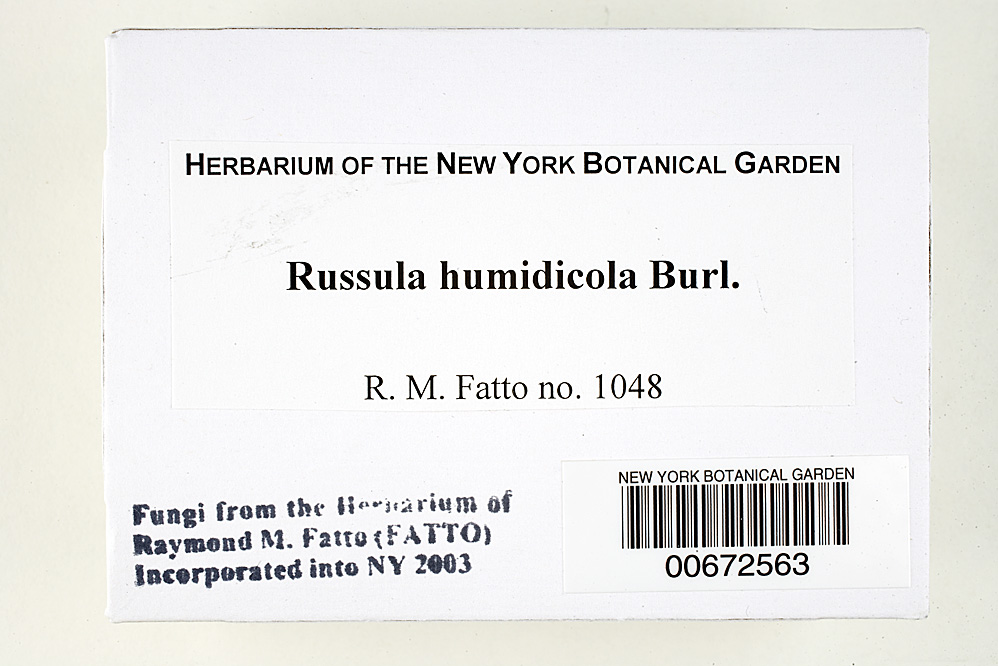 HERBARIUM OF THE NEW YORK BOTANICAL GARDEN
Russula humidicola Burl.
R. M. Fatto no. 1048
NEW YORK BOTANICAL GARDEN
00672563
Fungi from the Herbarium of
Raymond M. Fatto (FATTO)
Incorporated into NY 2003